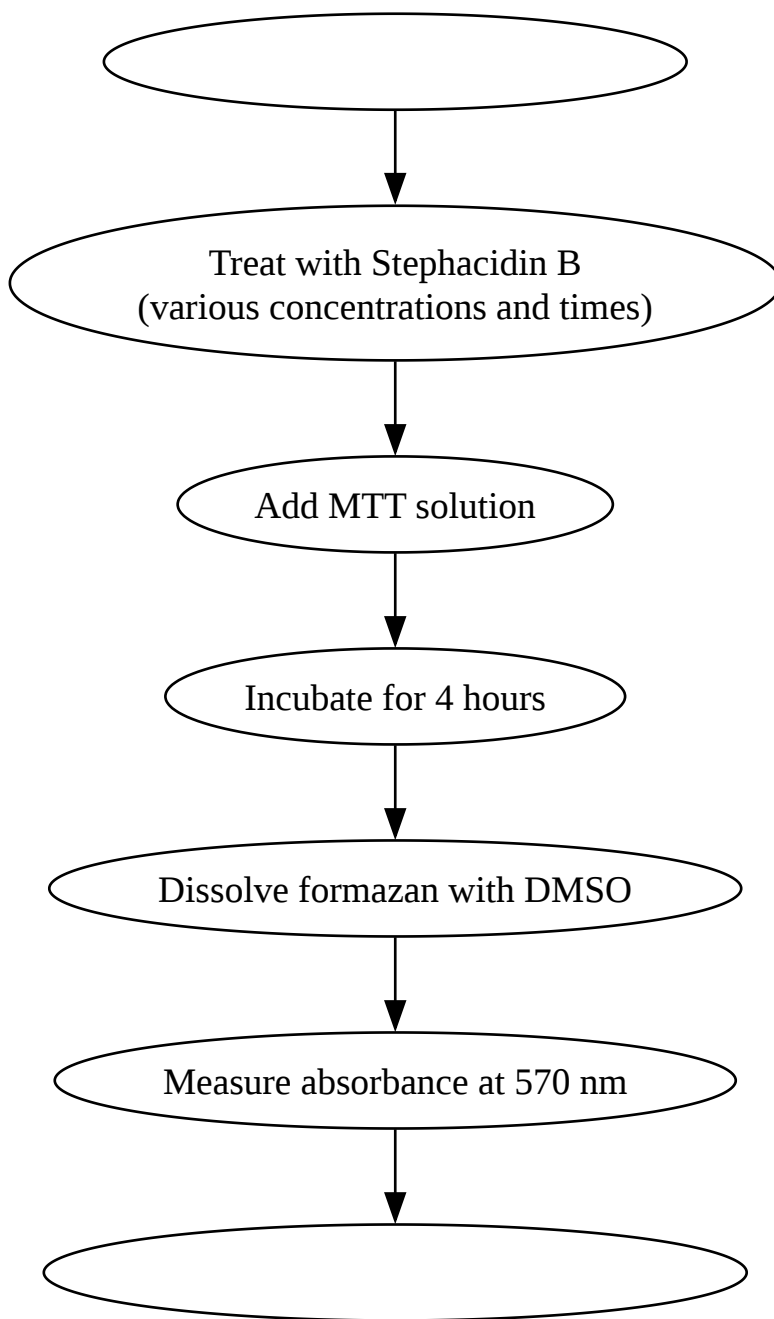 Treat with Stephacidin B
(various concentrations and times)
Add MTT solution
Incubate for 4 hours
Dissolve formazan with DMSO
Measure absorbance at 570 nm